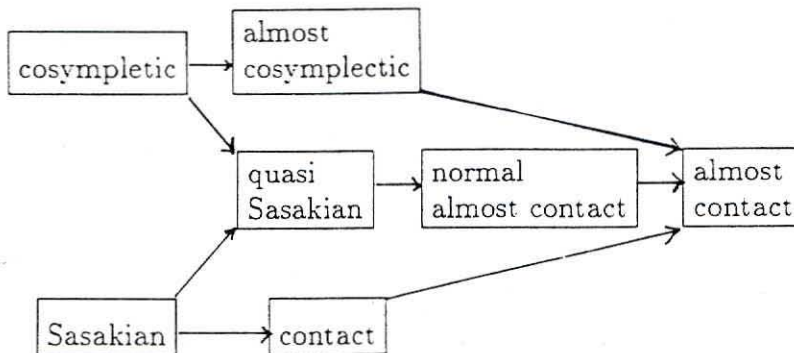 cosympletic
almost
cosymplectic
quasi
Sasakian
normal
almost contact
almost
contact
Sasakian
contact